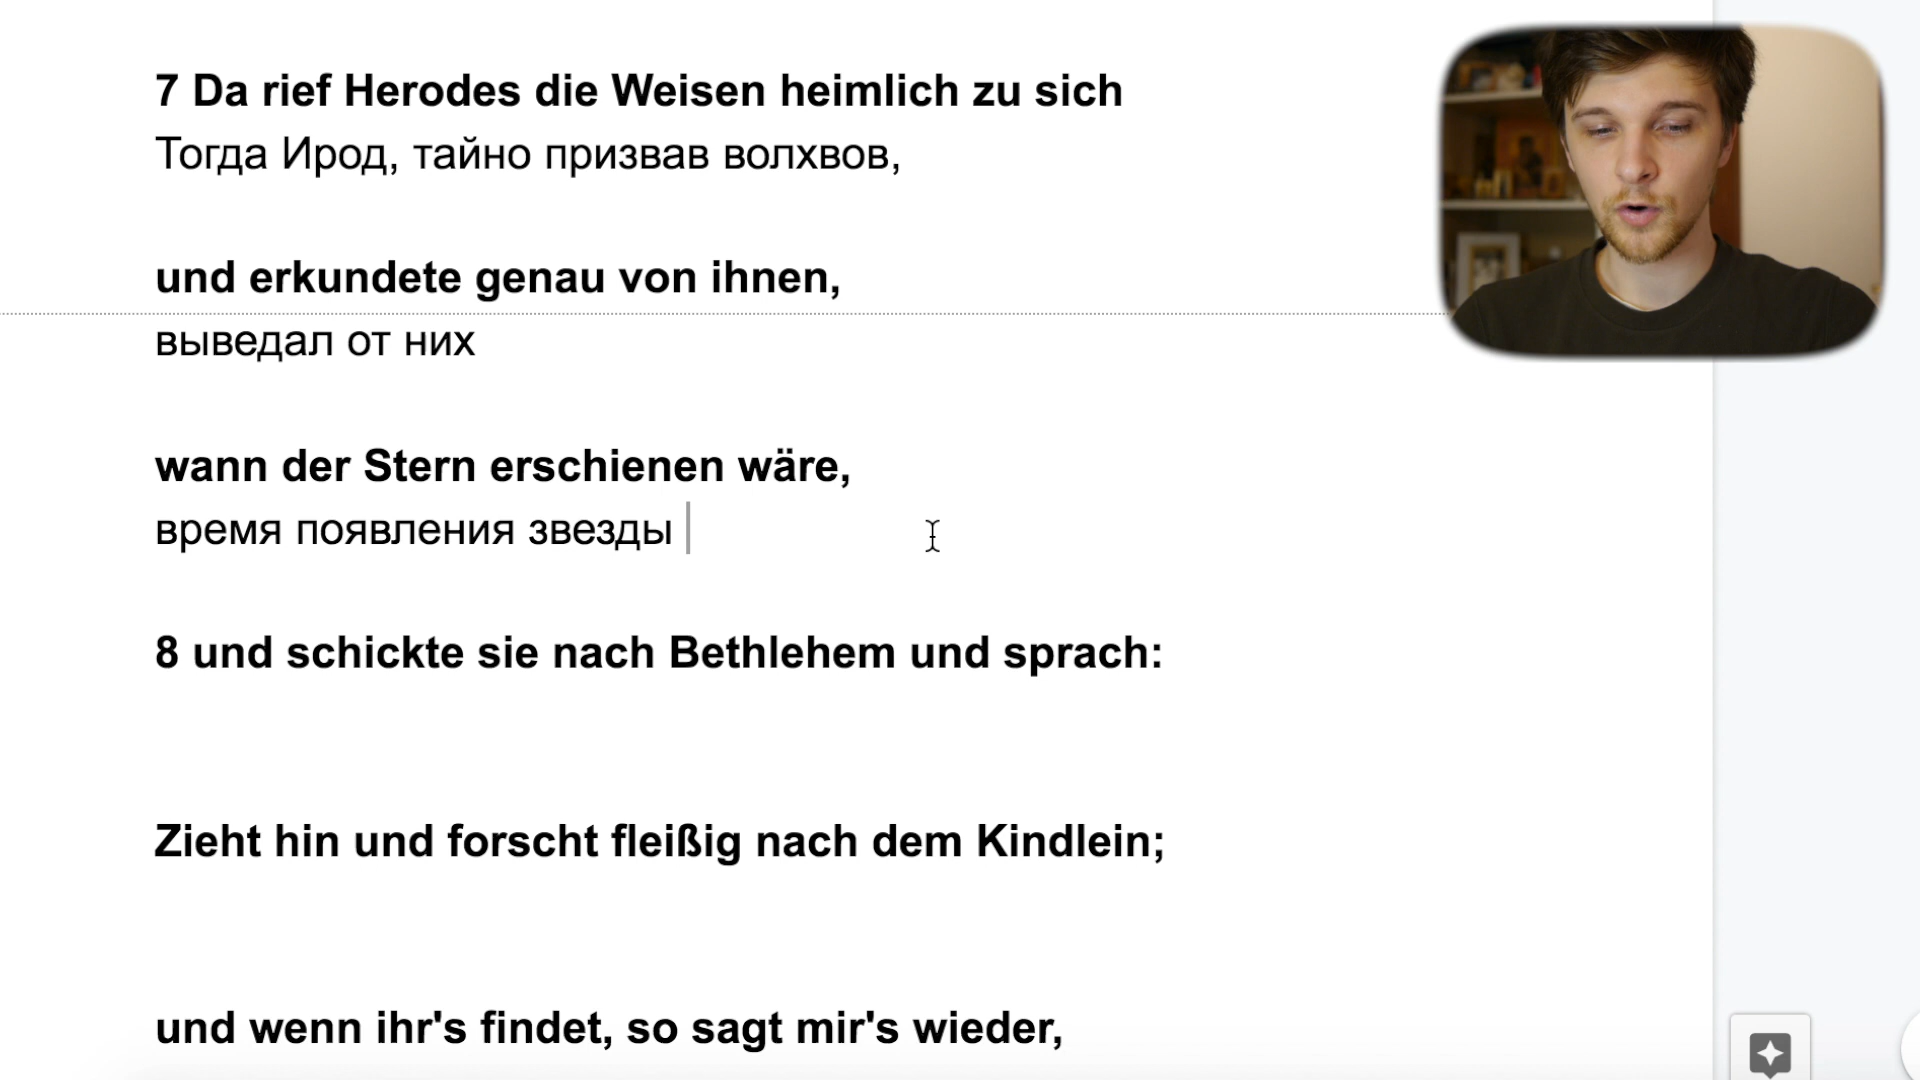 7 Da rief Herodes die Weisen heimlich zu sich
Тогда Ирод, тайно призвав волхвов,
und erkundete genau von ihnen,
выведал от них
wann der Stern erschienen wäre,
время появления звезды
8 und schickte sie nach Bethlehem und sprach:
Zieht hin und forscht fleißig nach dem Kindlein;
und wenn ihr's findet, so sagt mir's wieder,